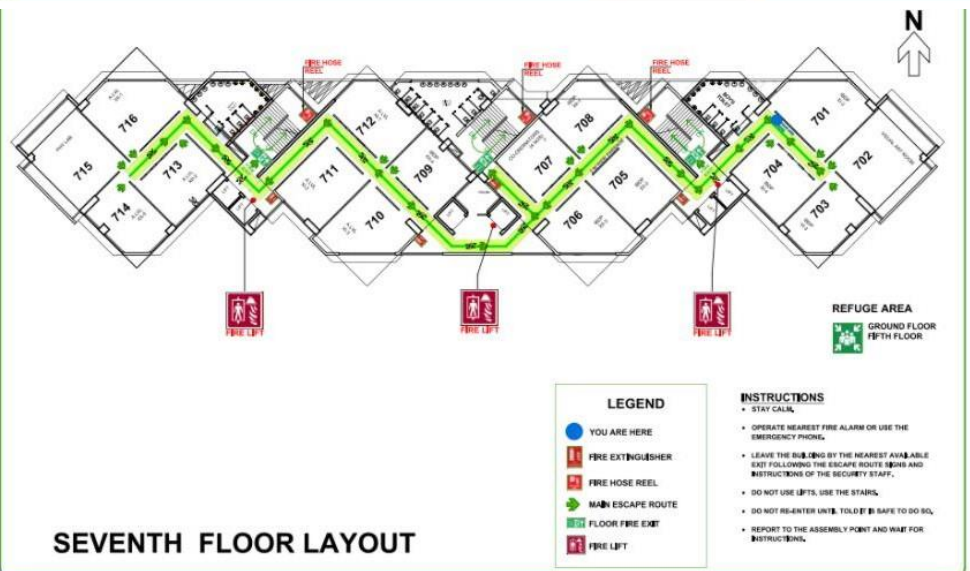 N
FIRE HOSE
REEL
FIRE HOSE
REEL
FIRE HOSE
REEL
716
715
714
713
712
711
710
709
708
707
706
705
704
703
702
701
LIFT
LIFT
LIFT
FIRE LIFT
FIRE LIFT
FIRE LIFT
REFUGE AREA
GROUND FLOOR
FIFTH FLOOR
LEGEND
YOU ARE HERE
FIRE EXTINGUISHER
FIRE HOSE REEL
MAIN ESCAPE ROUTE
FLOOR FIRE EXIT
FIRE LIFT
INSTRUCTIONS
• STAY CALM.
• OPERATE NEAREST FIRE ALARM OR USE THE
EMERGENCY PHONE.
• LEAVE THE BUILDING BY THE NEAREST AVAILABLE
EXIT FOLLOWING THE ESCAPE ROUTE SIGNS AND
INSTRUCTIONS OF THE SECURITY STAFF.
• DO NOT USE LIFTS, USE THE STAIRS.
• DO NOT RE-ENTER UNTIL TOLD IT IS SAFE TO DO SO.
• REPORT TO THE ASSEMBLY POINT AND WAIT FOR
INSTRUCTIONS.
SEVENTH FLOOR LAYOUT